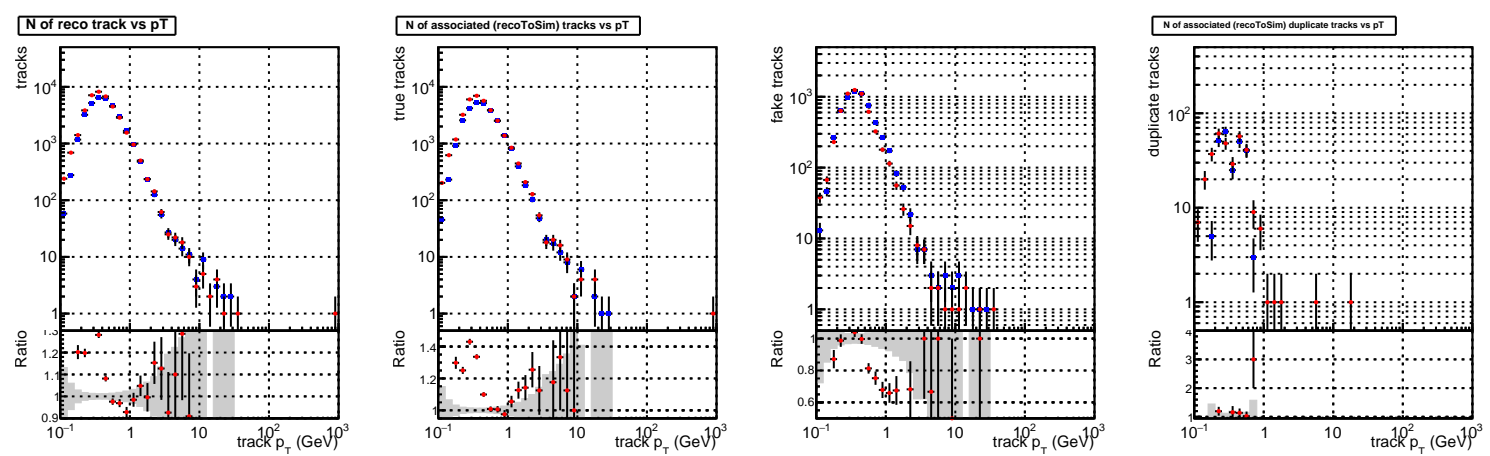 N of reco track vs pT
tracks
10⁴
10³
10²
10
1
Ratio
1.3
1.2
1.1
1
0.9
10⁻¹ 1 10 10² 10³
track p_T (GeV)
N of associated (recoToSim) tracks vs pT
true tracks
10⁴
10³
10²
10
1
Ratio
1.4
1.2
1
10⁻¹ 1 10 10² 10³
track p_T (GeV)
fake tracks
10³
10²
10
1
Ratio
1
0.8
0.6
10⁻¹ 1 10 10² 10³
track p_T (GeV)
N of associated (recoToSim) duplicate tracks vs pT
duplicate tracks
10²
10
1
Ratio
4
3
2
1
10⁻¹ 1 10 10² 10³
track p_T (GeV)